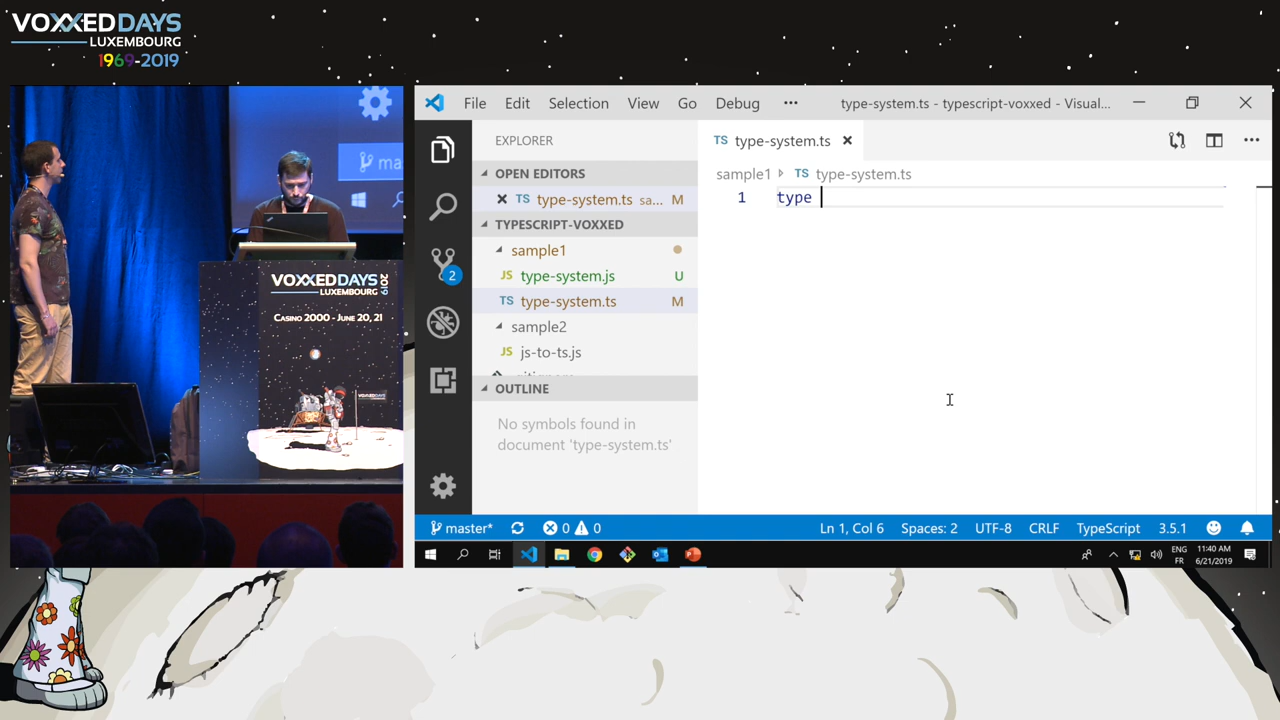 VOXXEDDAYS
LUXEMBOURG
1969-2019
ma
VOXXEDDAYS 2019
LUXEMBOURG
Casino 2000 - June 20, 21
VOXXEDDAYS
File Edit Selection View Go Debug ••• type-system.ts - typescript-voxxed - Visual...
EXPLORER
OPEN EDITORS
TS type-system.ts sa... M
TYPESCRIPT-VOXXED
sample1
JS type-system.js U
TS type-system.ts M
sample2
JS js-to-ts.js
OUTLINE
No symbols found in
document 'type-system.ts'
2
TS type-system.ts
sample1 TS type-system.ts
1 type
master* 0 0 Ln 1, Col 6 Spaces: 2 UTF-8 CRLF TypeScript 3.5.1
ENG 11:40 AM
FR 6/21/2019